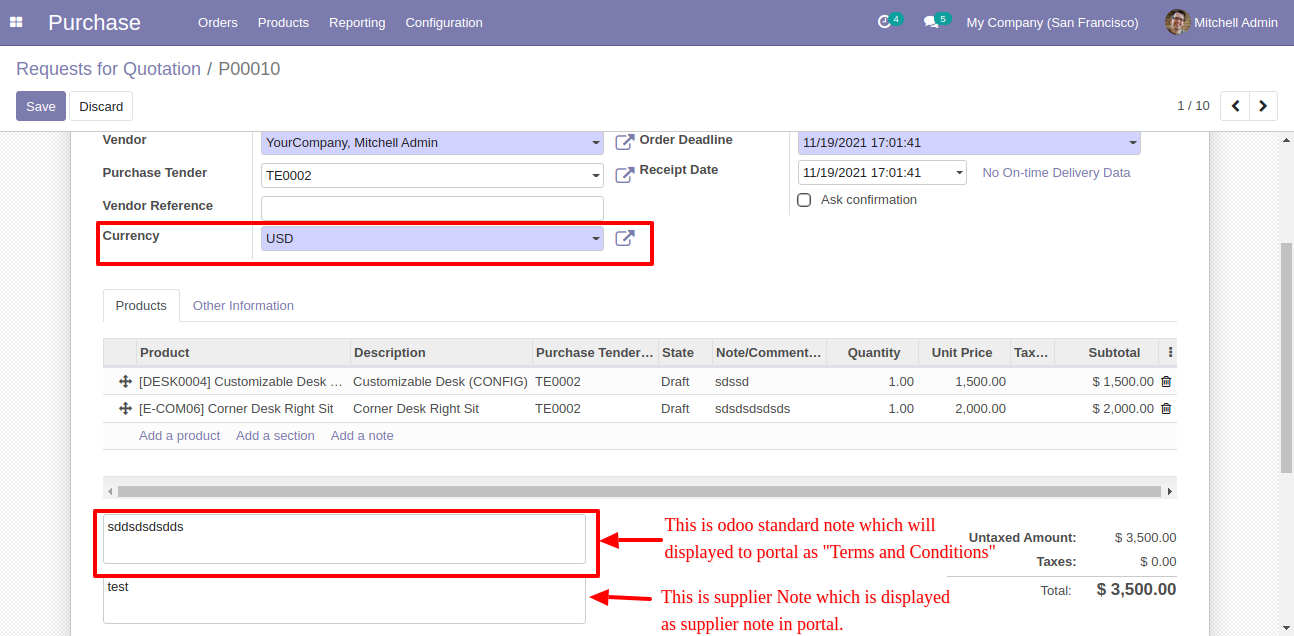 Purchase Orders Products Reporting Configuration 4 5 My Company (San Francisco) Mitchell Admin
Requests for Quotation / P00010
Save Discard 1 / 10
Vendor YourCompany, Mitchell Admin Order Deadline 11/19/2021 17:01:41
Purchase Tender TE0002 Receipt Date 11/19/2021 17:01:41 No On-time Delivery Data
Vendor Reference Ask confirmation
Currency USD
Products Other Information
Product Description Purchase Tender... State Note/Comment... Quantity Unit Price Tax... Subtotal
[DESK0004] Customizable Desk ... Customizable Desk (CONFIG) TE0002 Draft sdssd 1.00 1,500.00 $ 1,500.00
[E-COM06] Corner Desk Right Sit Corner Desk Right Sit TE0002 Draft sdsdsdsdsds 1.00 2,000.00 $ 2,000.00
Add a product Add a section Add a note
sddsdsdsdds
This is odoo standard note which will
displayed to portal as "Terms and Conditions"
Untaxed Amount: $ 3,500.00
Taxes: $ 0.00
Total: $ 3,500.00
test
This is supplier Note which is displayed
as supplier note in portal.